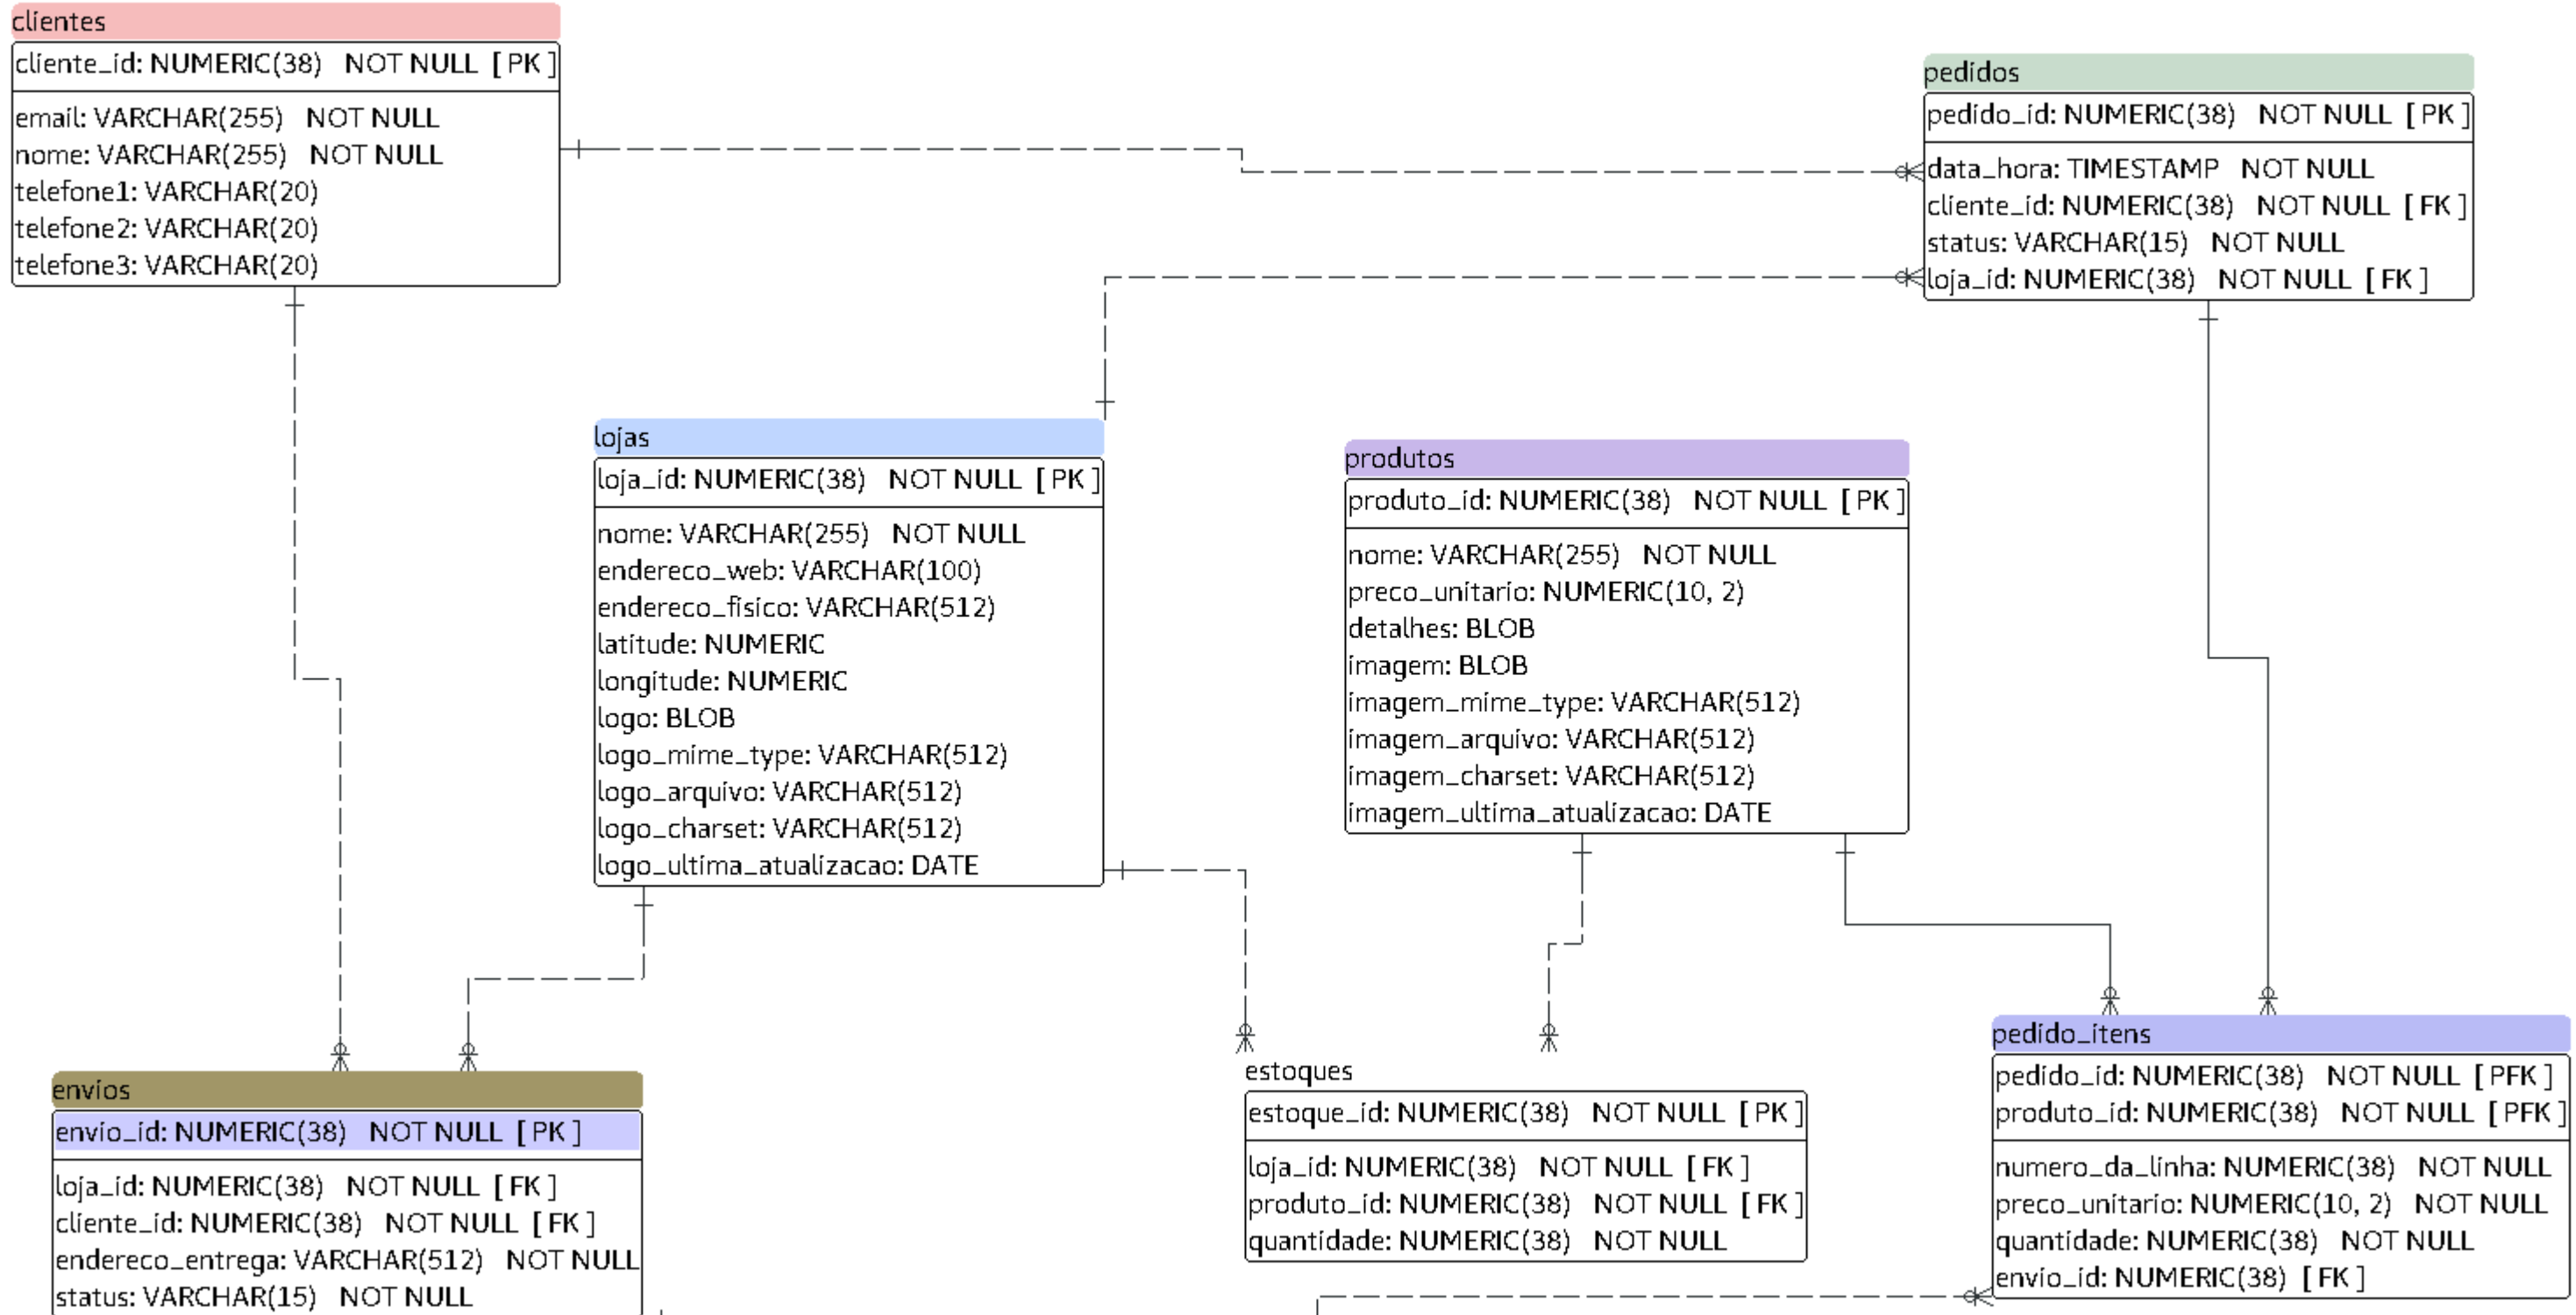 clientes
cliente_id: NUMERIC(38) NOT NULL [ PK ]
email: VARCHAR(255) NOT NULL
nome: VARCHAR(255) NOT NULL
telefone1: VARCHAR(20)
telefone2: VARCHAR(20)
telefone3: VARCHAR(20)
pedidos
pedido_id: NUMERIC(38) NOT NULL [ PK ]
data_hora: TIMESTAMP NOT NULL
cliente_id: NUMERIC(38) NOT NULL [ FK ]
status: VARCHAR(15) NOT NULL
loja_id: NUMERIC(38) NOT NULL [ FK ]
lojas
loja_id: NUMERIC(38) NOT NULL [ PK ]
nome: VARCHAR(255) NOT NULL
endereco_web: VARCHAR(100)
endereco_fisico: VARCHAR(512)
latitude: NUMERIC
longitude: NUMERIC
logo: BLOB
logo_mime_type: VARCHAR(512)
logo_arquivo: VARCHAR(512)
logo_charset: VARCHAR(512)
logo_ultima_atualizacao: DATE
produtos
produto_id: NUMERIC(38) NOT NULL [ PK ]
nome: VARCHAR(255) NOT NULL
preco_unitario: NUMERIC(10, 2)
detalhes: BLOB
imagem: BLOB
imagem_mime_type: VARCHAR(512)
imagem_arquivo: VARCHAR(512)
imagem_charset: VARCHAR(512)
imagem_ultima_atualizacao: DATE
envios
envio_id: NUMERIC(38) NOT NULL [ PK ]
loja_id: NUMERIC(38) NOT NULL [ FK ]
cliente_id: NUMERIC(38) NOT NULL [ FK ]
endereco_entrega: VARCHAR(512) NOT NULL
status: VARCHAR(15) NOT NULL
estoques
estoque_id: NUMERIC(38) NOT NULL [ PK ]
loja_id: NUMERIC(38) NOT NULL [ FK ]
produto_id: NUMERIC(38) NOT NULL [ FK ]
quantidade: NUMERIC(38) NOT NULL
pedido_itens
pedido_id: NUMERIC(38) NOT NULL [ PFK ]
produto_id: NUMERIC(38) NOT NULL [ PFK ]
numero_da_linha: NUMERIC(38) NOT NULL
preco_unitario: NUMERIC(10, 2) NOT NULL
quantidade: NUMERIC(38) NOT NULL
envio_id: NUMERIC(38) [ FK ]